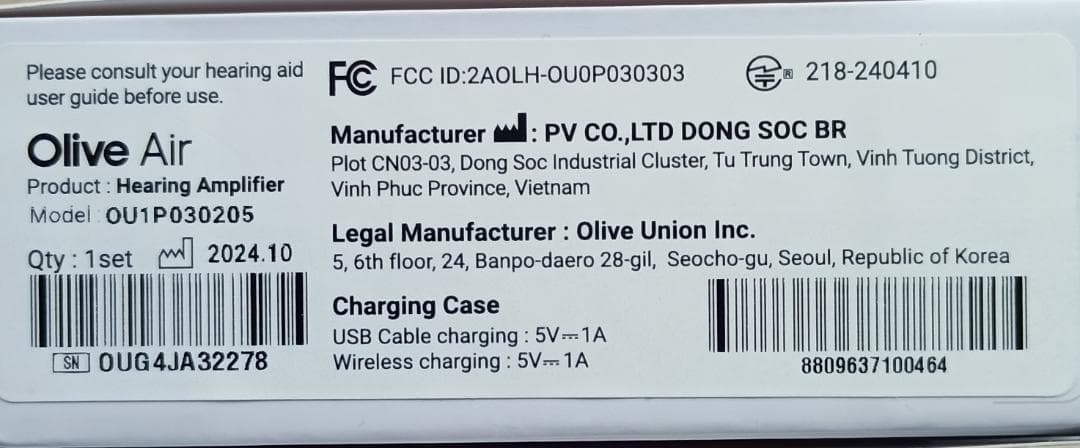 Please consult your hearing aid
user guide before use.
Olive Air
Product : Hearing Amplifier
Model : OU1P030205
Qty : 1set 2024.10
SN OUG4JA32278
FC FCC ID:2AOLH-OU0P030303
R 218-240410
Manufacturer : PV CO.,LTD DONG SOC BR
Plot CN03-03, Dong Soc Industrial Cluster, Tu Trung Town, Vinh Tuong District,
Vinh Phuc Province, Vietnam
Legal Manufacturer : Olive Union Inc.
5, 6th floor, 24, Banpo-daero 28-gil, Seocho-gu, Seoul, Republic of Korea
Charging Case
USB Cable charging : 5V⎓1A
Wireless charging : 5V⎓1A
8809637100464